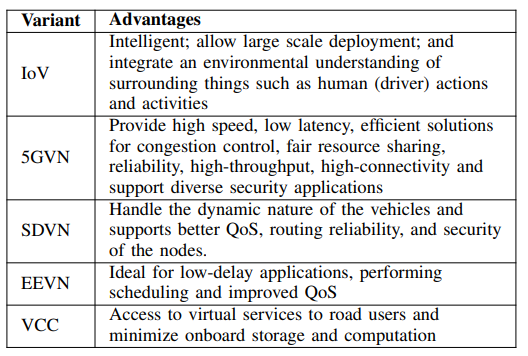 Variant Advantages
IoV
Intelligent; allow large scale deployment; and
integrate an environmental understanding of
surrounding things such as human (driver) actions
and activities
5GVN
Provide high speed, low latency, efficient solutions
for congestion control, fair resource sharing,
reliability, high-throughput, high-connectivity and
support diverse security applications
SDVN
Handle the dynamic nature of the vehicles and
supports better QoS, routing reliability, and security
of the nodes.
EEVN
Ideal for low-delay applications, performing
scheduling and improved QoS
VCC
Access to virtual services to road users and
minimize onboard storage and computation